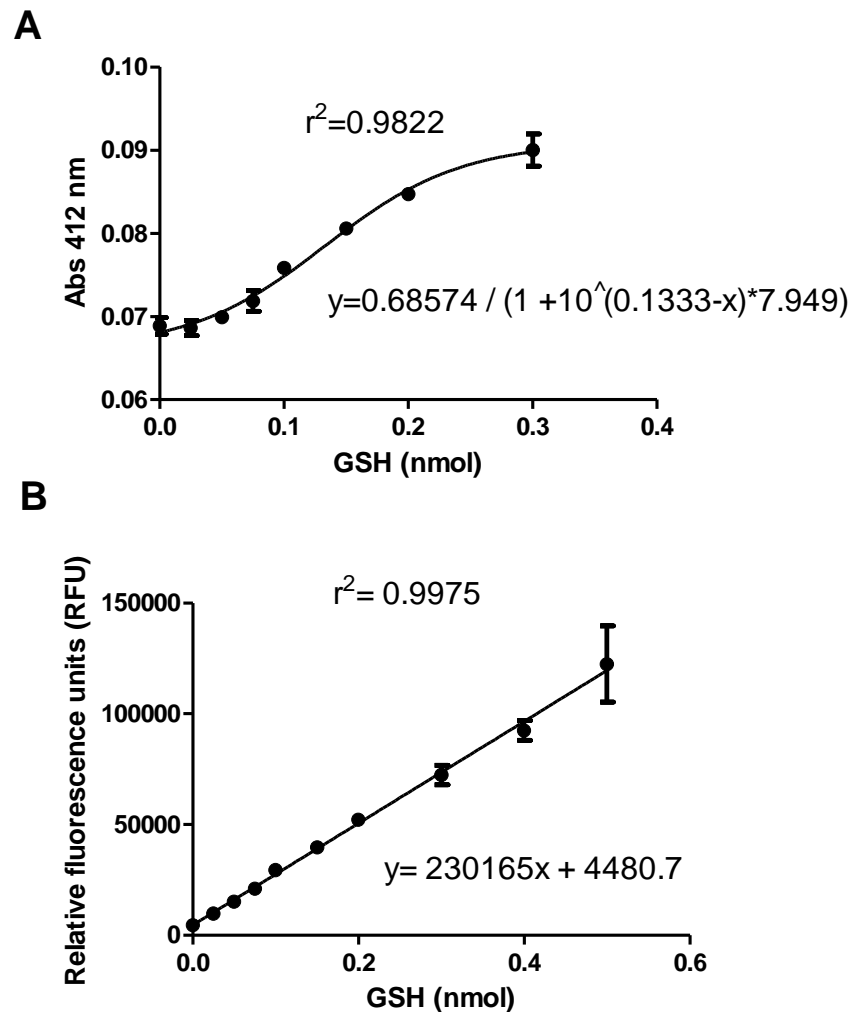 A
0.10
r²=0.9822
0.09
Abs 412 nm
0.08
y=0.68574 / (1 +10^(0.1333-x)*7.949)
0.07
0.06
0.0 0.1 0.2 0.3 0.4
GSH (nmol)
B
r²= 0.9975
150000
Relative fluorescence units (RFU)
100000
50000
y= 230165x + 4480.7
0
0.0 0.2 0.4 0.6
GSH (nmol)